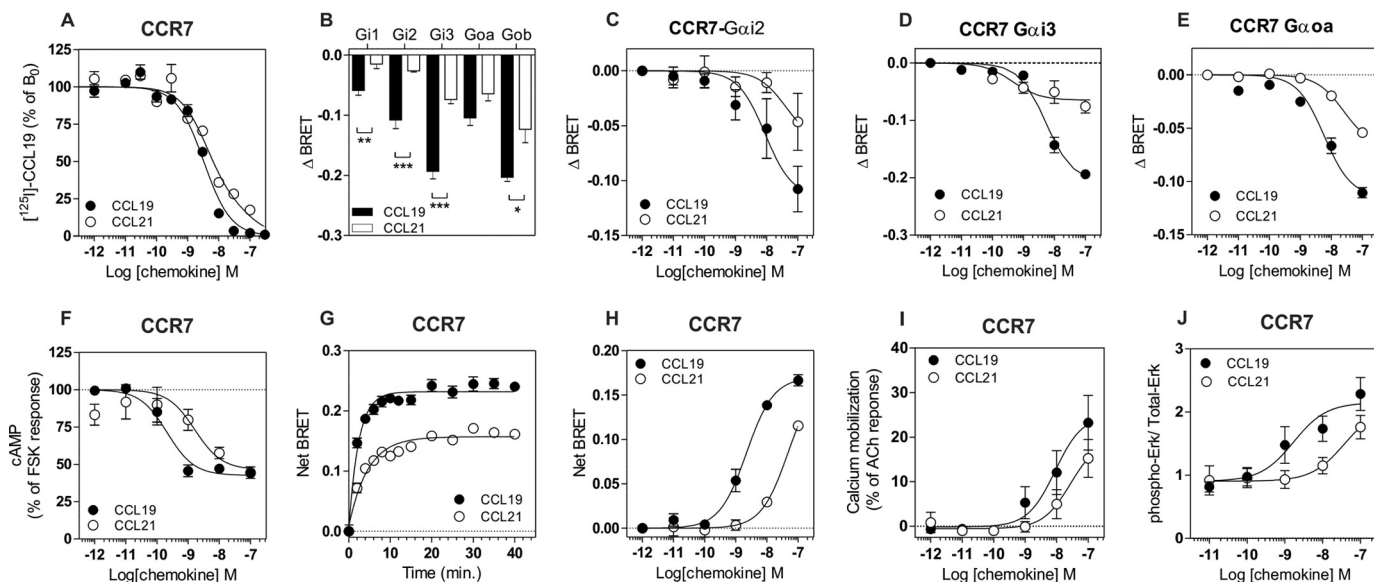 A
CCR7
[125I]-CCL19 (% of B0)
125
100
75
50
25
0
CCL19
CCL21
-12 -11 -10 -9 -8 -7
Log [chemokine] M
B
Gi1 Gi2 Gi3 Goa Gob
Δ BRET
0.0
-0.1
-0.2
-0.3
** *** *** *
CCL19
CCL21
C
CCR7-Gαi2
Δ BRET
0.00
-0.05
-0.10
-0.15
CCL19
CCL21
-12 -11 -10 -9 -8 -7
Log [chemokine] M
D
CCR7 Gαi3
Δ BRET
0.0
-0.1
-0.2
-0.3
CCL19
CCL21
-12 -11 -10 -9 -8 -7
Log [chemokine] M
E
CCR7 Gαoa
Δ BRET
0.00
-0.05
-0.10
-0.15
CCL19
CCL21
-12 -11 -10 -9 -8 -7
Log [chemokine] M
F
CCR7
cAMP
(% of FSK response)
125
100
75
50
25
0
CCL19
CCL21
-12 -11 -10 -9 -8 -7
Log[chemokine] M
G
CCR7
Net BRET
0.3
0.2
0.1
0.0
CCL19
CCL21
0 10 20 30 40
Time (min.)
H
CCR7
Net BRET
0.20
0.15
0.10
0.05
0.00
CCL19
CCL21
-12 -11 -10 -9 -8 -7
Log[chemokine] M
I
CCR7
Calcium mobilization
(% of ACh response)
40
30
20
10
0
CCL19
CCL21
-12 -11 -10 -9 -8 -7
Log[chemokine] M
J
CCR7
phospho-Erk/ Total-Erk
4
3
2
1
0
CCL19
CCL21
-11 -10 -9 -8 -7
Log[chemokine] M